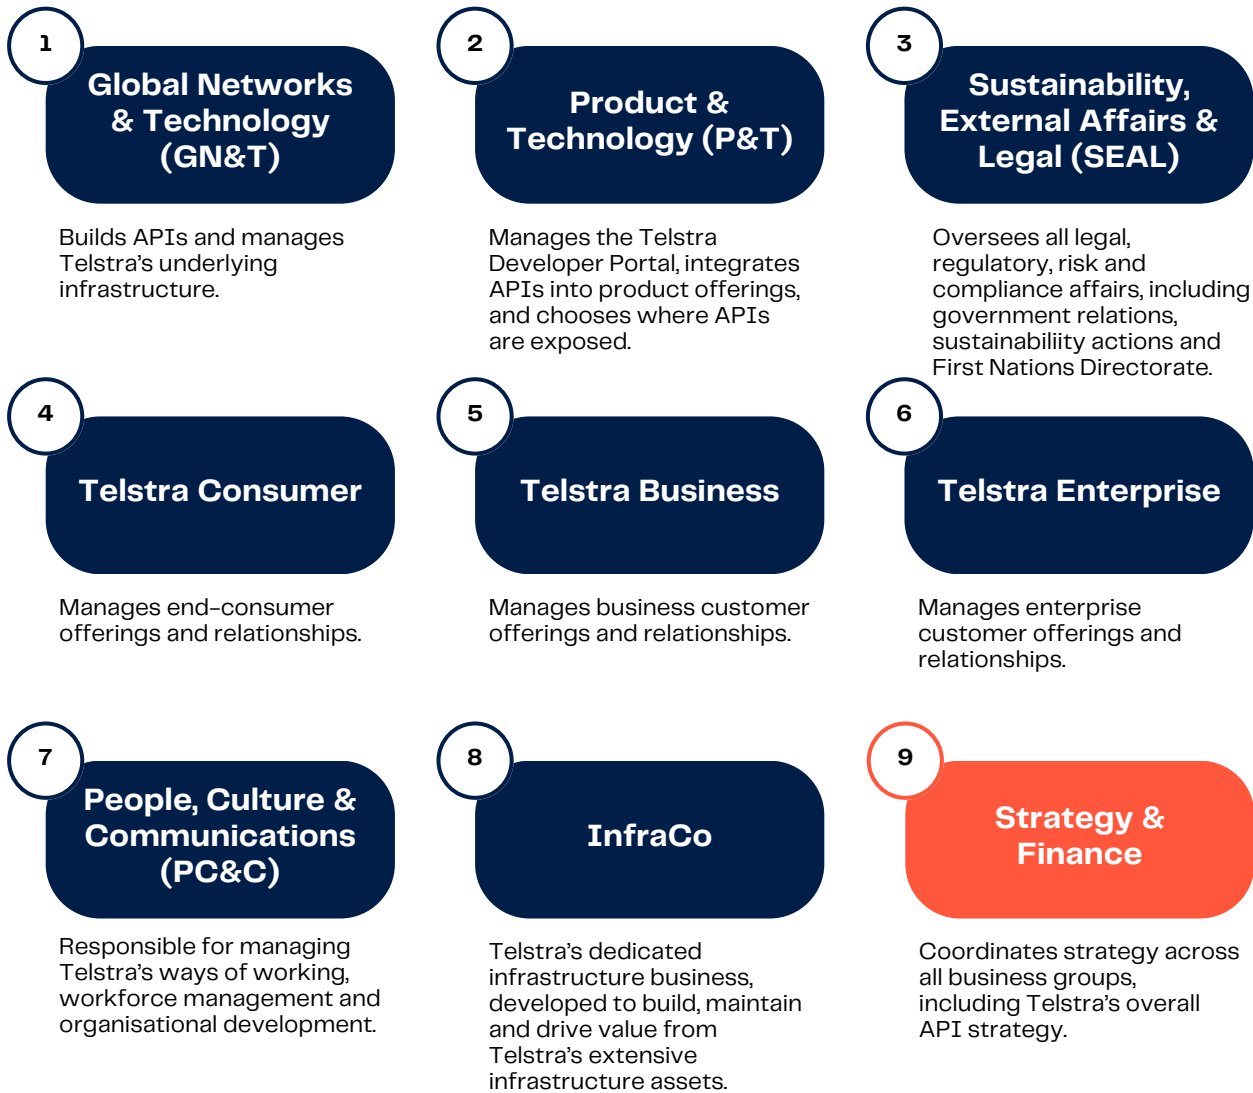 1
Global Networks
& Technology
(GN&T)
Builds APIs and manages
Telstra's underlying
infrastructure.
2
Product &
Technology (P&T)
Manages the Telstra
Developer Portal, integrates
APIs into product offerings,
and chooses where APIs
are exposed.
3
Sustainability,
External Affairs &
Legal (SEAL)
Oversees all legal,
regulatory, risk and
compliance affairs, including
government relations,
sustainabiliity actions and
First Nations Directorate.
4
Telstra Consumer
Manages end-consumer
offerings and relationships.
5
Telstra Business
Manages business customer
offerings and relationships.
6
Telstra Enterprise
Manages enterprise
customer offerings and
relationships.
7
People, Culture &
Communications
(PC&C)
Responsible for managing
Telstra's ways of working,
workforce management and
organisational development.
8
InfraCo
Telstra's dedicated
infrastructure business,
developed to build, maintain
and drive value from
Telstra's extensive
infrastructure assets.
9
Strategy &
Finance
Coordinates strategy across
all business groups,
including Telstra's overall
API strategy.